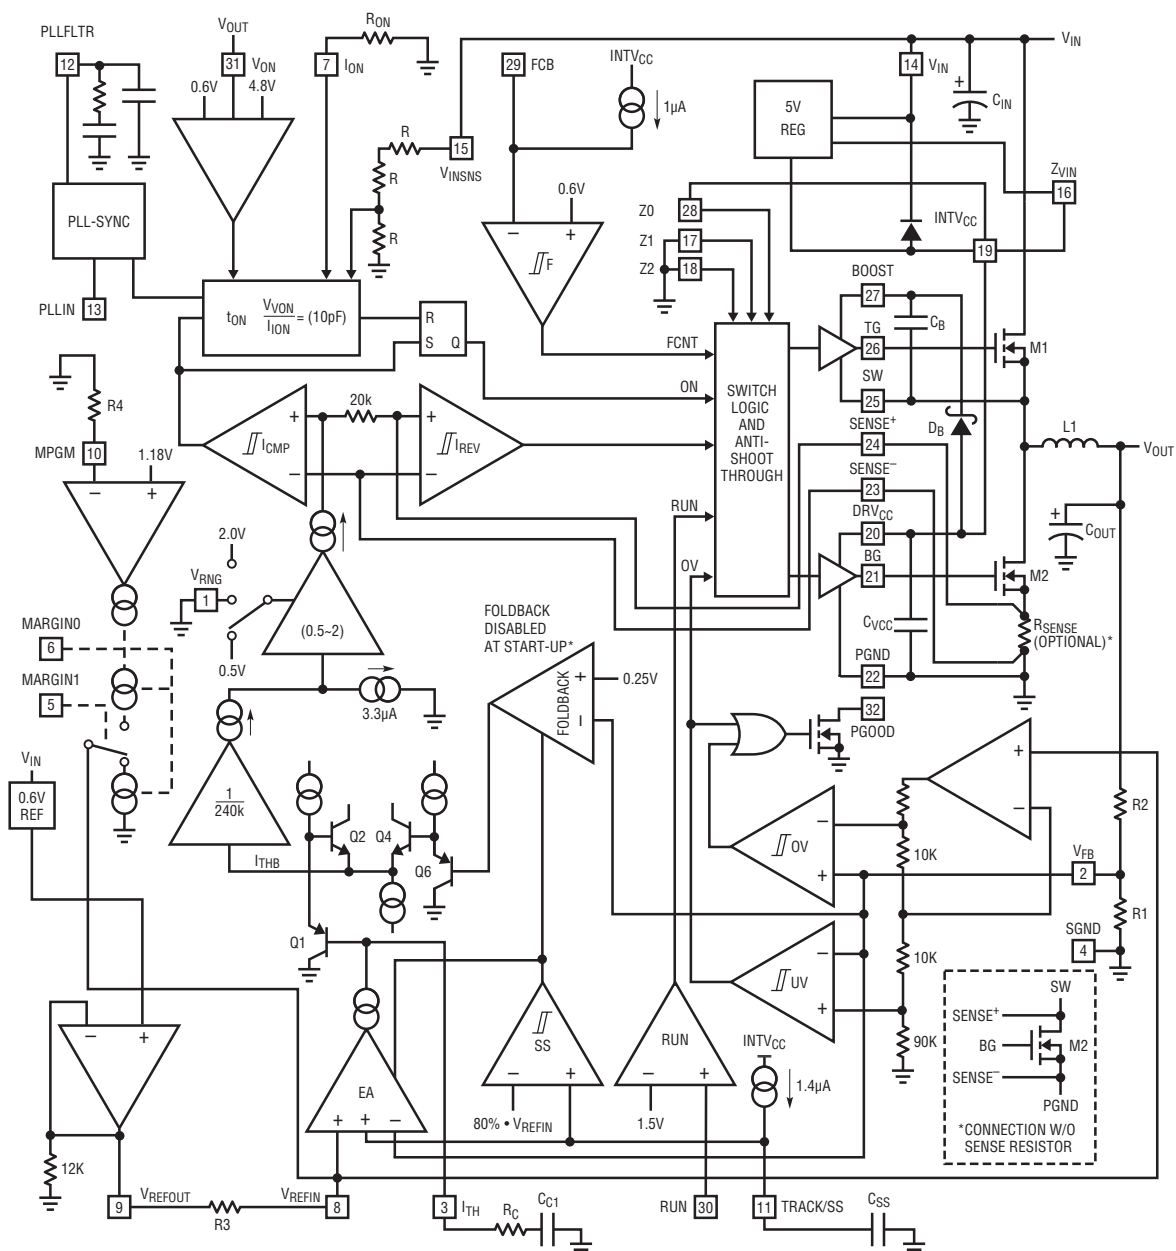 PLLFLTR
12
VOUT
31
VON
0.6V
4.8V
RON
7
ION
29
FCB
INTVCC
1µA
14
VIN
VIN
+
CIN
5V
REG
R
15
VINSNS
R
R
0.6V
PLL-SYNC
PLLIN
13
−
+
F
Z0
28
Z1
17
Z2
18
ZVIN
16
INTVCC
19
tON
VVON
IION
= (10pF)
R
S
Q
BOOST
27
CB
TG
26
M1
SW
25
FCNT
ON
RUN
OV
SWITCH
LOGIC
AND
ANTI-
SHOOT
THROUGH
R4
MPGM
10
1.18V
−
+
+
−
ICMP
20k
+
−
IREV
SENSE+
24
DB
SENSE−
23
L1
VOUT
DRVCC
20
BG
21
M2
+
COUT
CVCC
RSENSE
(OPTIONAL)*
PGND
22
2.0V
VRNG
1
0.5V
(0.5~2)
3.3µA
MARGIN0
6
MARGIN1
5
FOLDBACK
DISABLED
AT START-UP*
FOLDBACK
+
−
0.25V
32
PGOOD
VIN
0.6V
REF
1
240k
ITHB
Q2
Q4
Q6
Q1
−
+
OV
10K
+
−
R2
VFB
2
R1
SGND
4
−
+
UV
10K
90K
−
+
12K
EA
+
+
−
SS
−
+
80% • VREFIN
RUN
−
+
1.5V
INTVCC
1.4µA
SW
SENSE+
BG
M2
SENSE−
PGND
*CONNECTION W/O
SENSE RESISTOR
9
VREFOUT
R3
VREFIN
8
3
ITH
RC
CC1
RUN
30
11
TRACK/SS
CSS